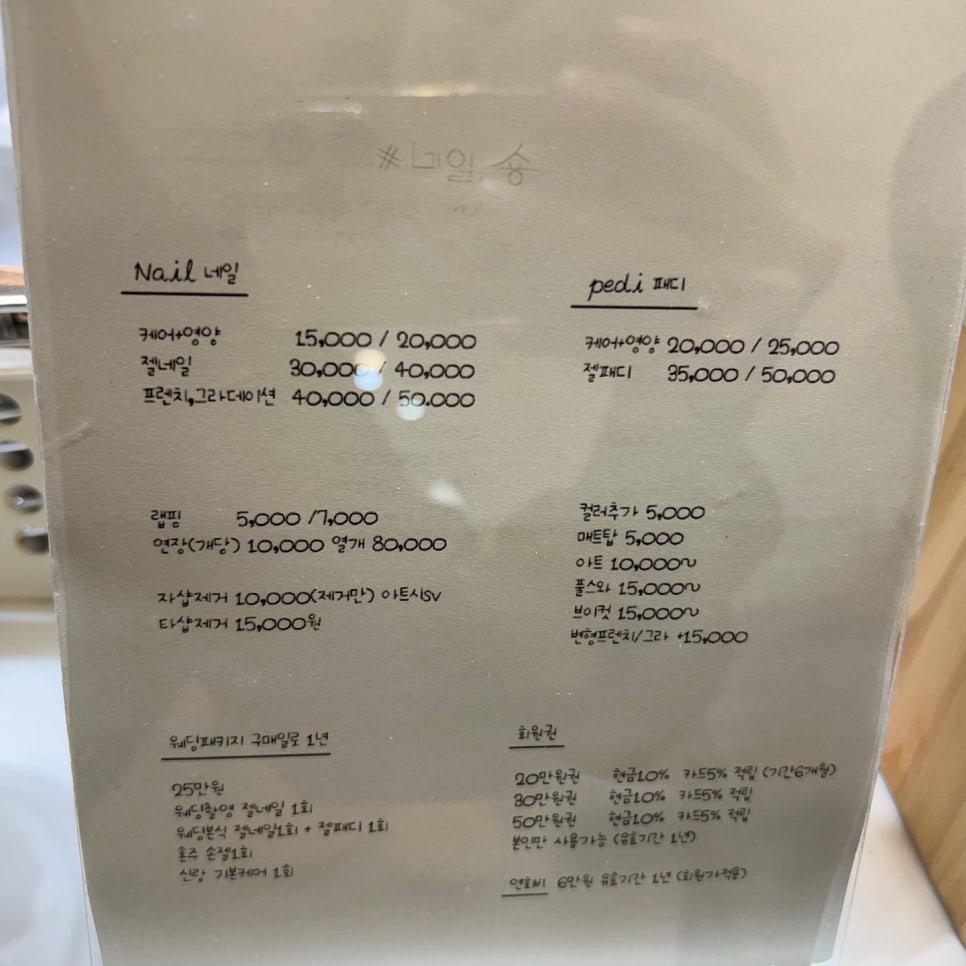 #네일.숑
Nail 네일
케어+영양 15,000 / 20,000
젤네일 30,000 / 40,000
프렌치,그라데이션 40,000 / 50.000
pedi 패디
케어+영양 20,000 / 25,000
젤패디 35,000 / 50,000
랩핑 5,000 /7,000
연장(개당) 10,000 열개 80,000
자샵제거 10,000(제거만) 아트시SV
타샵제거 15,000원
컬러추가 5,000
매트탑 5,000
아트 10,000~
풀스와 15,000~
브이컷 15,000~
변형프렌치/그라 +15,000
웨딩패키지 구매일로 1년
25만원
웨딩촬영 젤네일 1회
웨딩본식 젤네일1회 + 젤패디 1회
혼주 손젤1회
신랑 기본케어 1회
회원권
20만원권 현금10% 카드5% 적립 (기간6개월)
30만원권 현금10% 카드5% 적립
50만원권 현금10% 카드5% 적립
본인만 사용가능 (유효기간 1년)
연회비 6만원 유효기간 1년 (회원가적용)